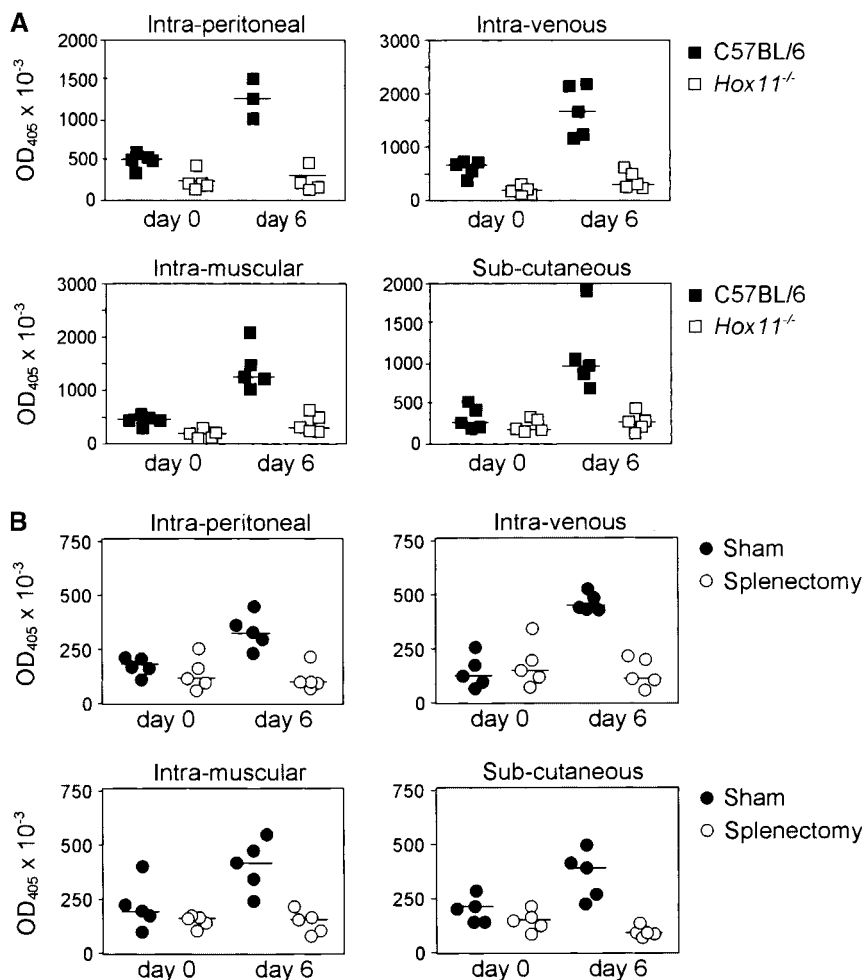 A
Intra-peritoneal
Intra-venous
2000
1500
1000
500
0
3000
2000
1000
0
OD405 x 10-3
■ C57BL/6
□ Hox11-/-
day 0
day 6
day 0
day 6
Intra-muscular
Sub-cutaneous
3000
2000
1000
0
2000
1500
1000
500
0
OD405 x 10-3
■ C57BL/6
□ Hox11-/-
day 0
day 6
day 0
day 6
B
Intra-peritoneal
Intra-venous
750
500
250
0
750
500
250
0
OD405 x 10-3
● Sham
○ Splenectomy
day 0
day 6
day 0
day 6
Intra-muscular
Sub-cutaneous
750
500
250
0
750
500
250
0
OD405 x 10-3
● Sham
○ Splenectomy
day 0
day 6
day 0
day 6